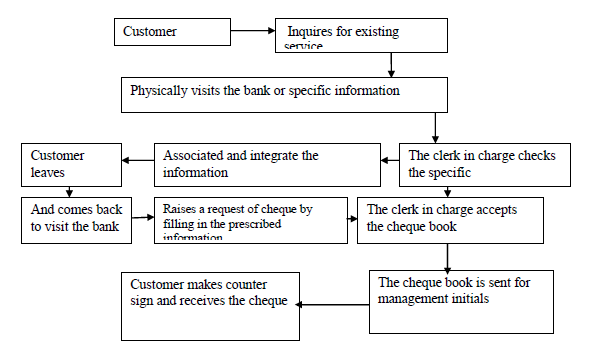 Customer
Inquires for existing
service
Physically visits the bank or specific information
Customer
leaves
Associated and integrate the
information
The clerk in charge checks
the specific
And comes back
to visit the bank
Raises a request of cheque by
filling in the prescribed
information
The clerk in charge accepts
the cheque book
Customer makes counter
sign and receives the cheque
The cheque book is sent for
management initials